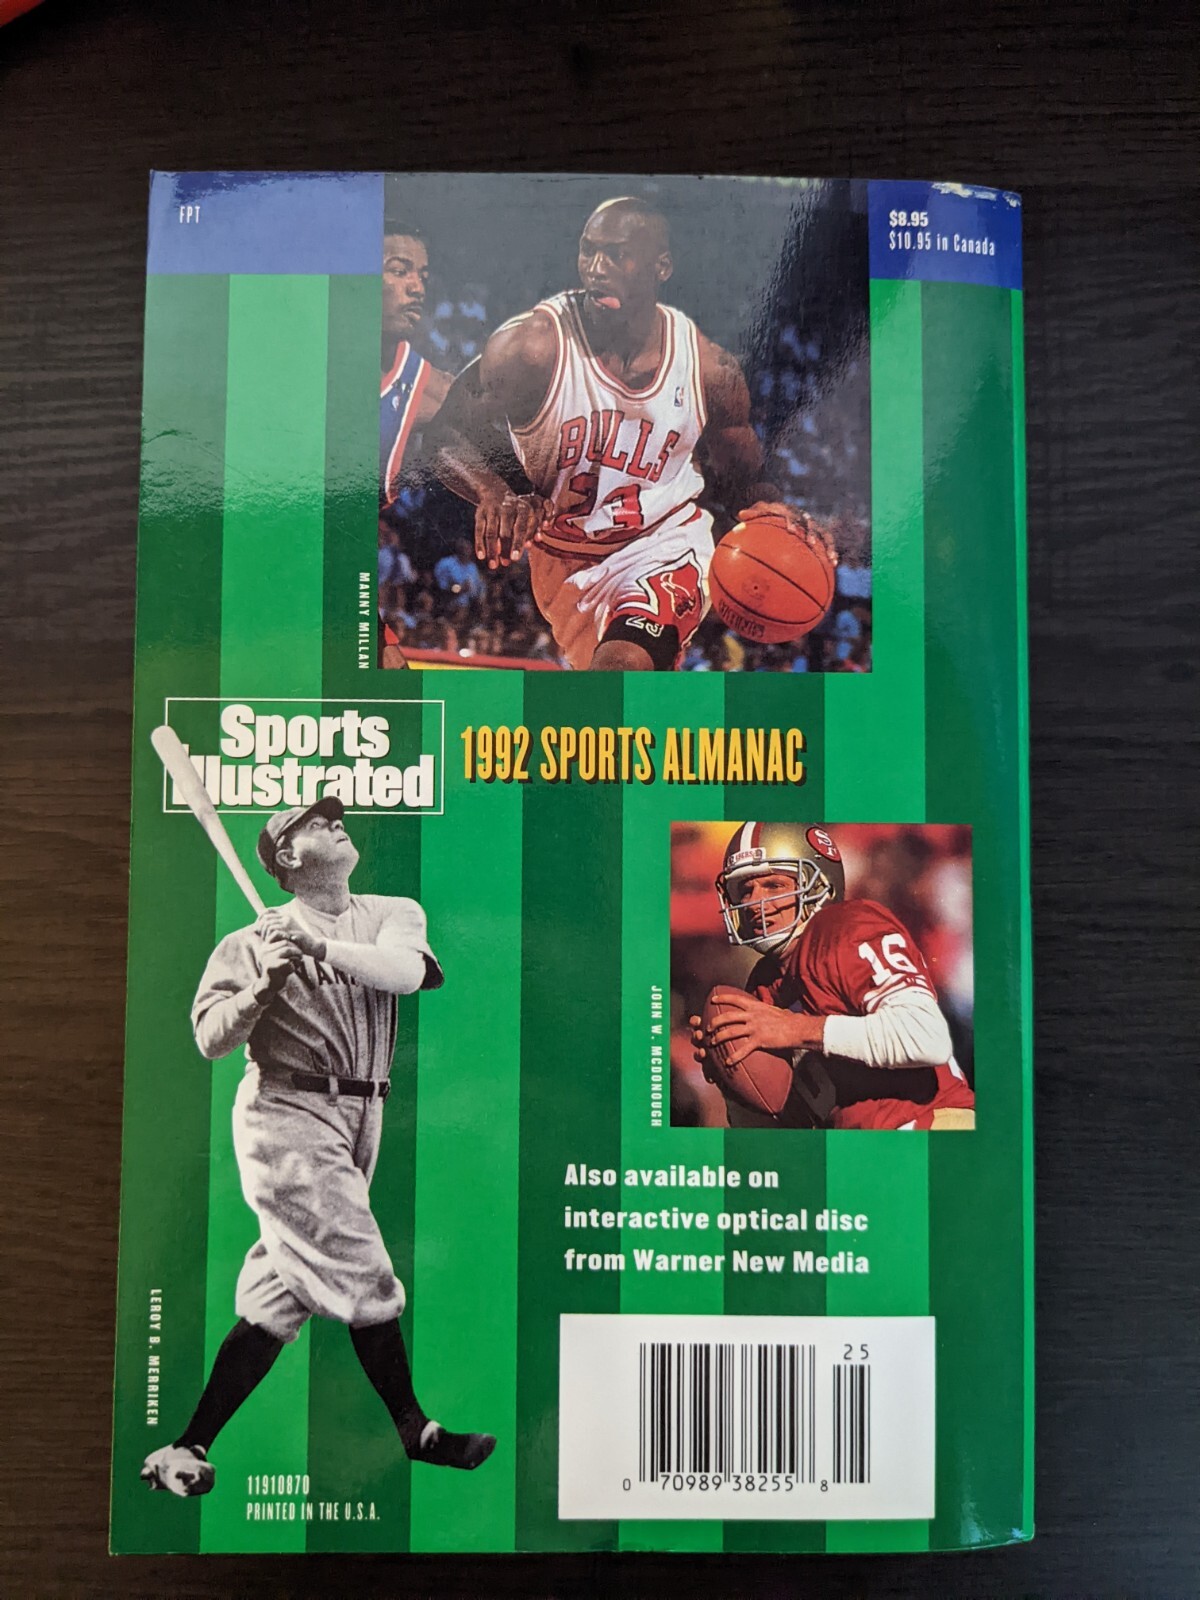 FPT
$8.95
$10.95 in Canada
BULLS
23
23
MANNY MILLAN
Sports
Illustrated
1992 SPORTS ALMANAC
YANK
16
JOHN W. MCDONOUGH
Also available on
interactive optical disc
from Warner New Media
LEROY B. MERRIKEN
25
0 70989 38255 8
11910870
PRINTED IN THE U.S.A.